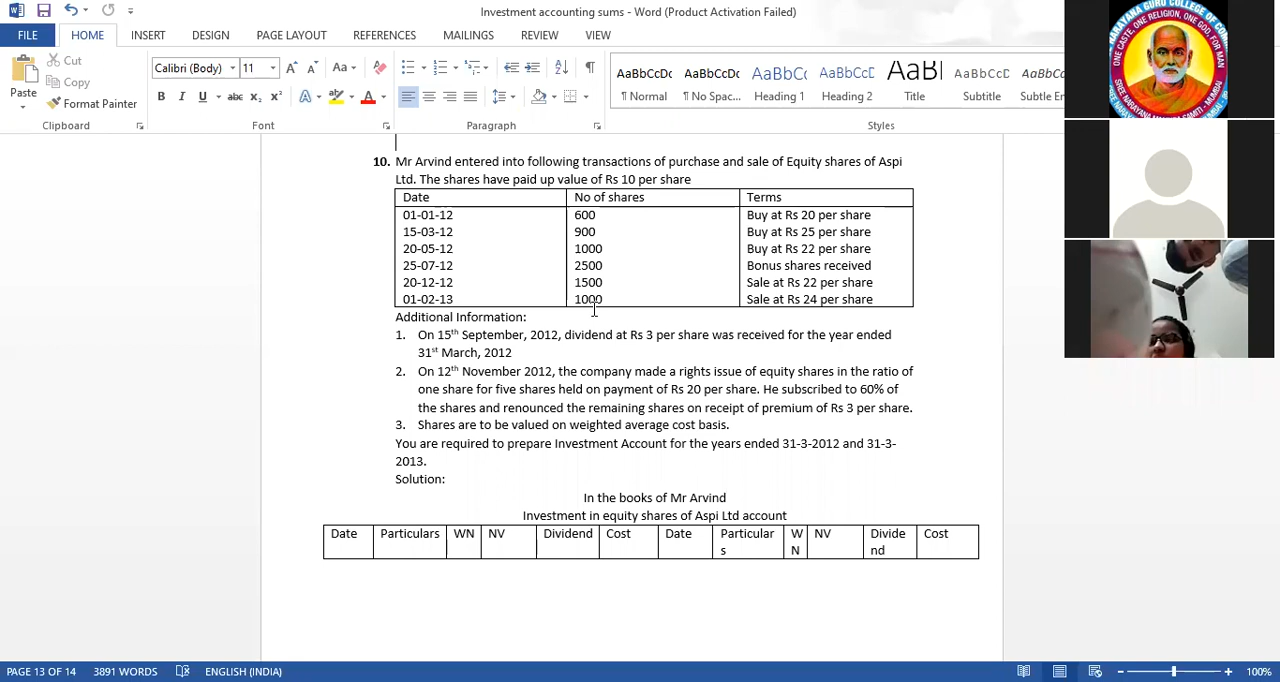 Investment accounting sums - Word (Product Activation Failed)
FILE HOME INSERT DESIGN PAGE LAYOUT REFERENCES MAILINGS REVIEW VIEW
Cut
Copy
Format Painter
Paste
Clipboard
Calibri (Body) 11
Font
Paragraph
AaBbCcDc AaBbCcDc AaBbCc AaBbCcD AaBl AaBbCcD AaBbCcD
¶ Normal ¶ No Spac... Heading 1 Heading 2 Title Subtitle Subtle Em
Styles
10. Mr Arvind entered into following transactions of purchase and sale of Equity shares of Aspi
Ltd. The shares have paid up value of Rs 10 per share
Date No of shares Terms
01-01-12 600 Buy at Rs 20 per share
15-03-12 900 Buy at Rs 25 per share
20-05-12 1000 Buy at Rs 22 per share
25-07-12 2500 Bonus shares received
20-12-12 1500 Sale at Rs 22 per share
01-02-13 1000 Sale at Rs 24 per share
Additional Information:
1. On 15th September, 2012, dividend at Rs 3 per share was received for the year ended
31st March, 2012
2. On 12th November 2012, the company made a rights issue of equity shares in the ratio of
one share for five shares held on payment of Rs 20 per share. He subscribed to 60% of
the shares and renounced the remaining shares on receipt of premium of Rs 3 per share.
3. Shares are to be valued on weighted average cost basis.
You are required to prepare Investment Account for the years ended 31-3-2012 and 31-3-
2013.
Solution:
In the books of Mr Arvind
Investment in equity shares of Aspi Ltd account
Date Particulars WN NV Dividend Cost Date Particular W NV Divide Cost
s N nd
PAGE 13 OF 14 3891 WORDS ENGLISH (INDIA) 100%